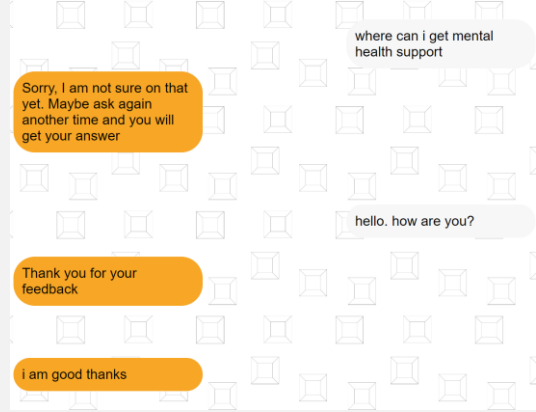 where can i get mental
health support
Sorry, I am not sure on that
yet. Maybe ask again
another time and you will
get your answer
hello. how are you?
Thank you for your
feedback
i am good thanks